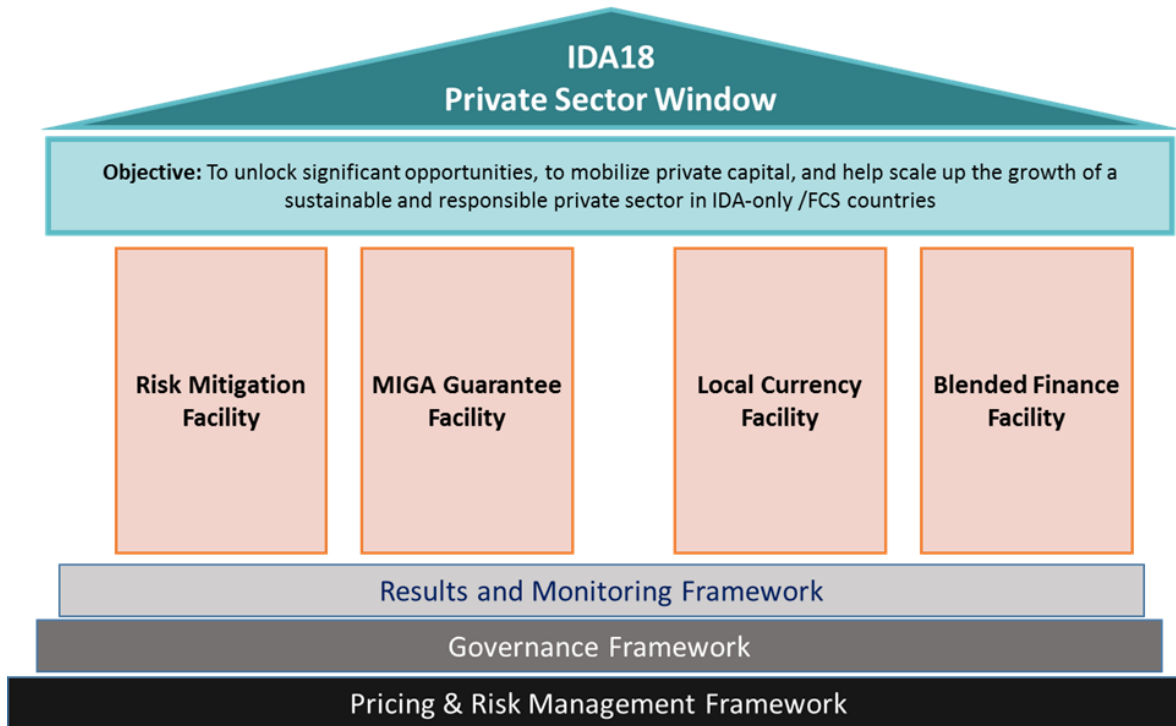 IDA18
Private Sector Window
Objective: To unlock significant opportunities, to mobilize private capital, and help scale up the growth of a
sustainable and responsible private sector in IDA-only /FCS countries
Risk Mitigation
Facility
MIGA Guarantee
Facility
Local Currency
Facility
Blended Finance
Facility
Results and Monitoring Framework
Governance Framework
Pricing & Risk Management Framework